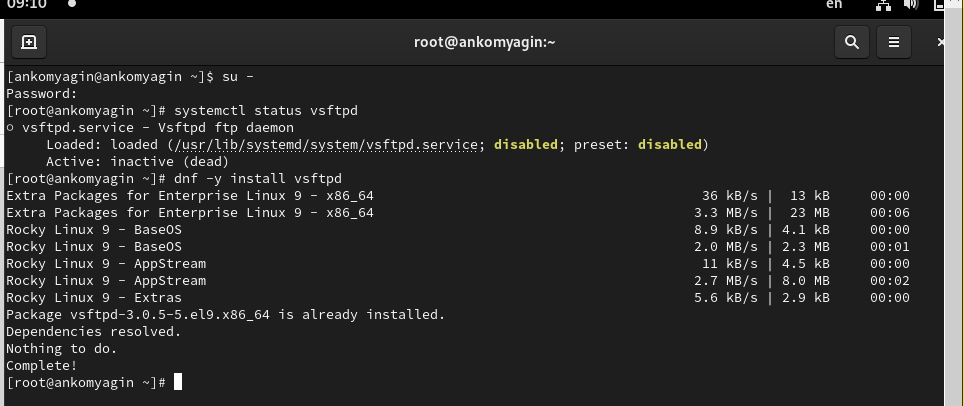 09:10 en
root@ankomyagin:~
[ankomyagin@ankomyagin ~]$ su -
Password:
[root@ankomyagin ~]# systemctl status vsftpd
○ vsftpd.service - Vsftpd ftp daemon
     Loaded: loaded (/usr/lib/systemd/system/vsftpd.service; disabled; preset: disabled)
     Active: inactive (dead)
[root@ankomyagin ~]# dnf -y install vsftpd
Extra Packages for Enterprise Linux 9 - x86_64 36 kB/s | 13 kB 00:00
Extra Packages for Enterprise Linux 9 - x86_64 3.3 MB/s | 23 MB 00:06
Rocky Linux 9 - BaseOS 8.9 kB/s | 4.1 kB 00:00
Rocky Linux 9 - BaseOS 2.0 MB/s | 2.3 MB 00:01
Rocky Linux 9 - AppStream 11 kB/s | 4.5 kB 00:00
Rocky Linux 9 - AppStream 2.7 MB/s | 8.0 MB 00:02
Rocky Linux 9 - Extras 5.6 kB/s | 2.9 kB 00:00
Package vsftpd-3.0.5-5.el9.x86_64 is already installed.
Dependencies resolved.
Nothing to do.
Complete!
[root@ankomyagin ~]#